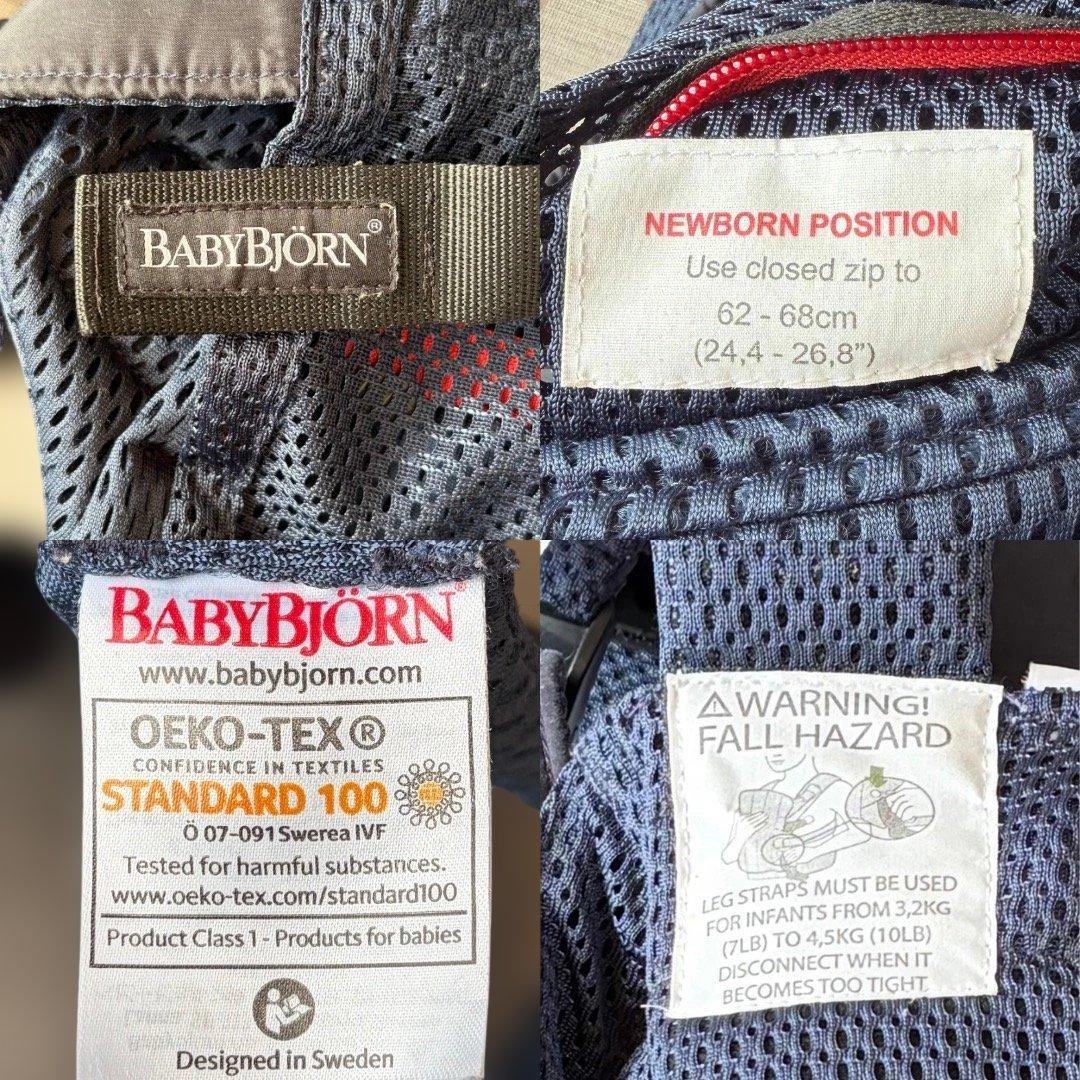 BABYBJÖRN®
NEWBORN POSITION
Use closed zip to
62 - 68cm
(24,4 - 26,8")
BABYBJÖRN®
www.babybjorn.com
OEKO-TEX®
CONFIDENCE IN TEXTILES
STANDARD 100
Ö 07-091 Swerea IVF
Tested for harmful substances.
www.oeko-tex.com/standard100
Product Class 1 - Products for babies
Designed in Sweden
⚠WARNING!
FALL HAZARD
LEG STRAPS MUST BE USED
FOR INFANTS FROM 3,2KG
(7LB) TO 4,5KG (10LB)
DISCONNECT WHEN IT
BECOMES TOO TIGHT.